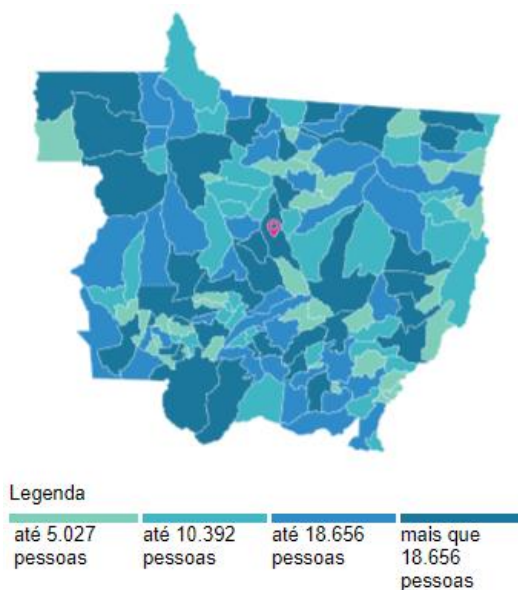 Legenda
até 5.027 até 10.392 até 18.656 mais que
pessoas pessoas pessoas 18.656
pessoas